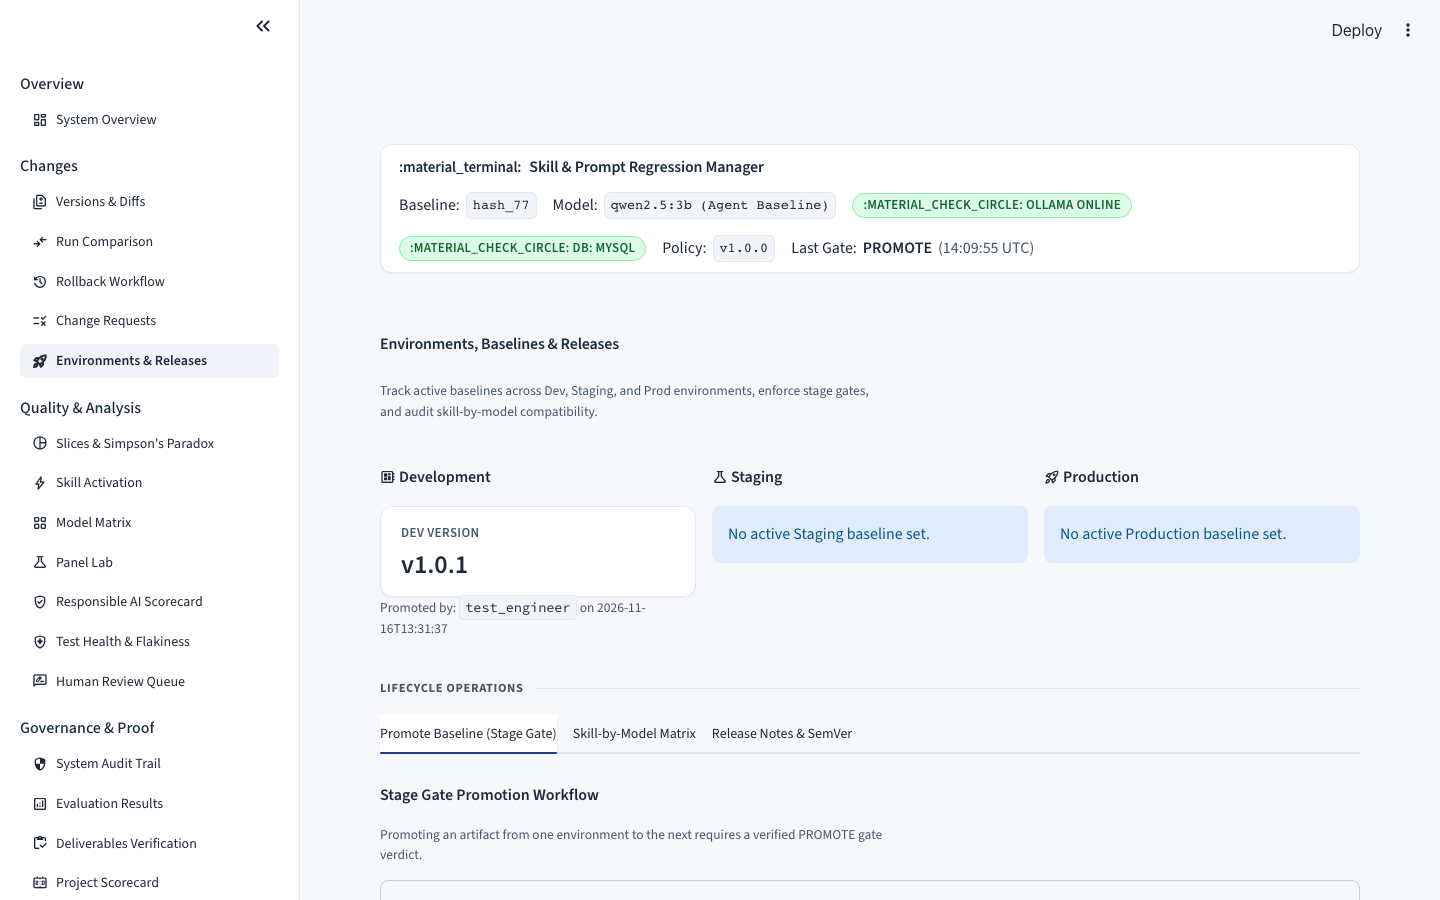 Deploy
Overview
System Overview
Changes
Versions & Diffs
Run Comparison
Rollback Workflow
Change Requests
Environments & Releases
Quality & Analysis
Slices & Simpson's Paradox
Skill Activation
Model Matrix
Panel Lab
Responsible AI Scorecard
Test Health & Flakiness
Human Review Queue
Governance & Proof
System Audit Trail
Evaluation Results
Deliverables Verification
Project Scorecard
:material_terminal: Skill & Prompt Regression Manager
Baseline: hash_77 Model: qwen2.5:3b (Agent Baseline) :MATERIAL_CHECK_CIRCLE: OLLAMA ONLINE
:MATERIAL_CHECK_CIRCLE: DB: MYSQL Policy: v1.0.0 Last Gate: PROMOTE (14:09:55 UTC)
Environments, Baselines & Releases
Track active baselines across Dev, Staging, and Prod environments, enforce stage gates,
and audit skill-by-model compatibility.
Development
DEV VERSION
v1.0.1
Promoted by: test_engineer on 2026-11-
16T13:31:37
Staging
No active Staging baseline set.
Production
No active Production baseline set.
LIFECYCLE OPERATIONS
Promote Baseline (Stage Gate) Skill-by-Model Matrix Release Notes & SemVer
Stage Gate Promotion Workflow
Promoting an artifact from one environment to the next requires a verified PROMOTE gate
verdict.